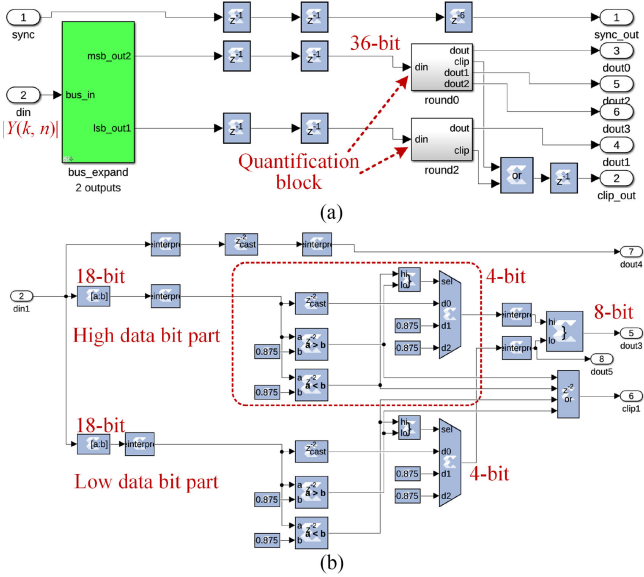 1
sync
z-1
z-1
z-6
1
sync_out
36-bit
msb_out2
z-1
z-1
din
dout
clip
dout1
dout2
round0
3
dout0
5
dout2
6
dout3
2
din
|Y(k, n)|
bus_in
lsb_out1
z-1
z-1
din
dout
clip
round2
4
dout1
bus_expand
2 outputs
Quantification
block
or
z-1
2
clip_out
(a)
einterpre
z-2
cast
einterpre
7
dout4
18-bit
4-bit
2
din1
[a:b]
einterpre
hi
lo
}
sel
z-2
cast
d0
0.875
d1
d2
einterpre
hi
lo
}
8-bit
5
dout3
High data bit part
a
b
z-2
a > b
0.875
0.875
einterpre
8
dout5
a
b
z-2
a < b
0.875
z-2
or
6
clip1
18-bit
[a:b]
einterpre
hi
lo
}
sel
z-2
cast
d0
0.875
d1
0.875
d2
4-bit
Low data bit part
a
b
z-2
a > b
0.875
a
b
z-2
a < b
0.875
(b)